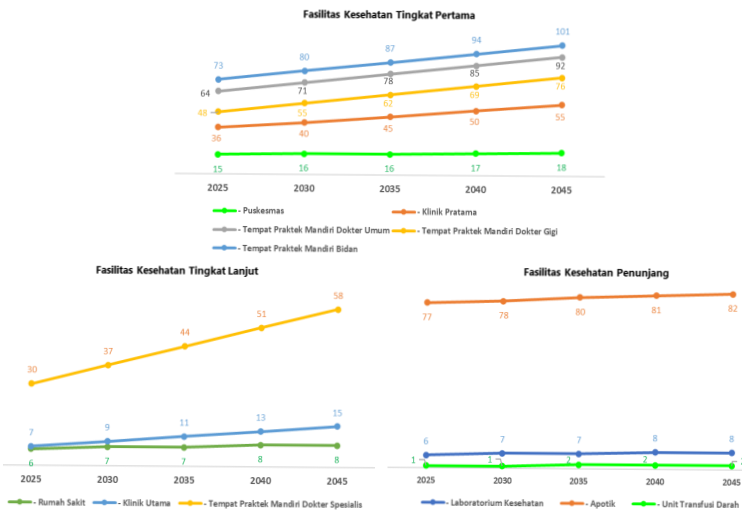 Fasilitas Kesehatan Tingkat Pertama
73 80 87 94 101
64 71 78 85 92
48 55 62 69 76
36 40 45 50 55
15 16 16 17 18
2025 2030 2035 2040 2045
- Puskesmas - Klinik Pratama
- Tempat Praktek Mandiri Dokter Umum - Tempat Praktek Mandiri Dokter Gigi
- Tempat Praktek Mandiri Bidan
Fasilitas Kesehatan Tingkat Lanjut
30 37 44 51 58
7 9 11 13 15
6 7 7 8 8
2025 2030 2035 2040 2045
- Rumah Sakit - Klinik Utama - Tempat Praktek Mandiri Dokter Spesialis
Fasilitas Kesehatan Penunjang
77 78 80 81 82
6 7 7 8 8
1 1 2 2
2025 2030 2035 2040 2045
- Laboratorium Kesehatan - Apotik - Unit Transfusi Darah